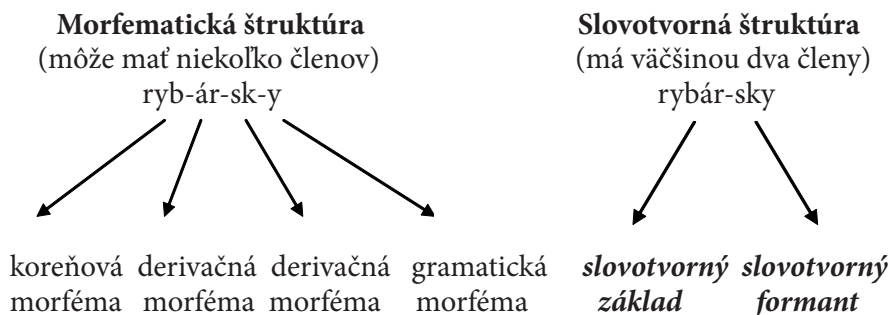 Morfematická štruktúra
(môže mať niekoľko členov)
ryb-ár-sk-y
koreňová derivačná derivačná gramatická
morféma morféma morféma morféma
Slovotvorná štruktúra
(má väčšinou dva členy)
rybár-sky
slovotvorný slovotvorný
základ formant